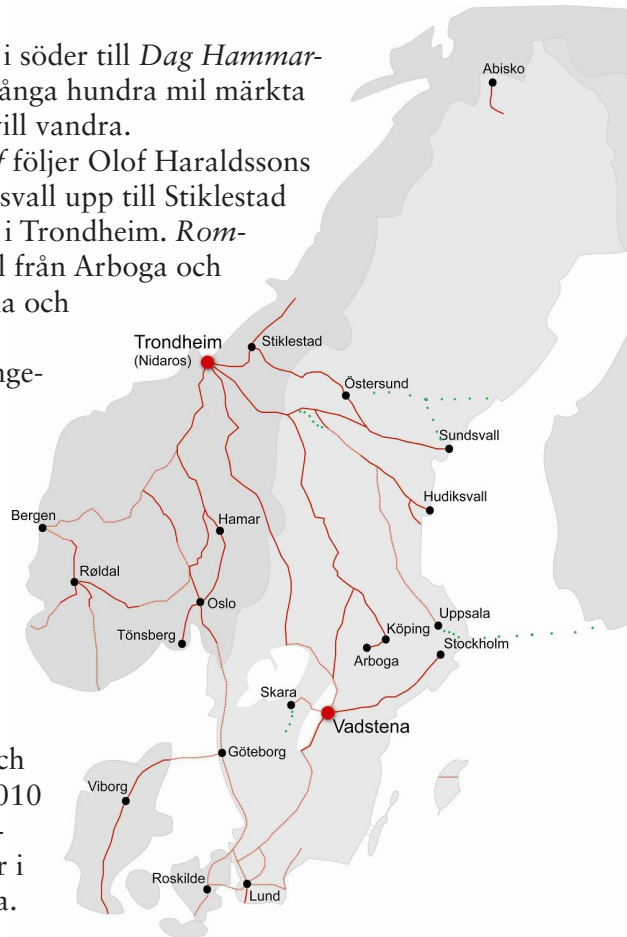 i söder till Dag Hammar-
ånga hundra mil märkta
vill vandra.
f följer Olof Haraldssons
svall upp till Stiklestad
i Trondheim. Rom-
l från Arboga och
a och
nge-
ch
010
-
r i
a.
Abisko
Trondheim
(Nidaros)
Stiklestad
Östersund
Sundsvall
Hudiksvall
Bergen
Hamar
Røldal
Oslo
Tönsberg
Uppsala
Köping
Stockholm
Arboga
Skara
Vadstena
Göteborg
Viborg
Roskilde
Lund